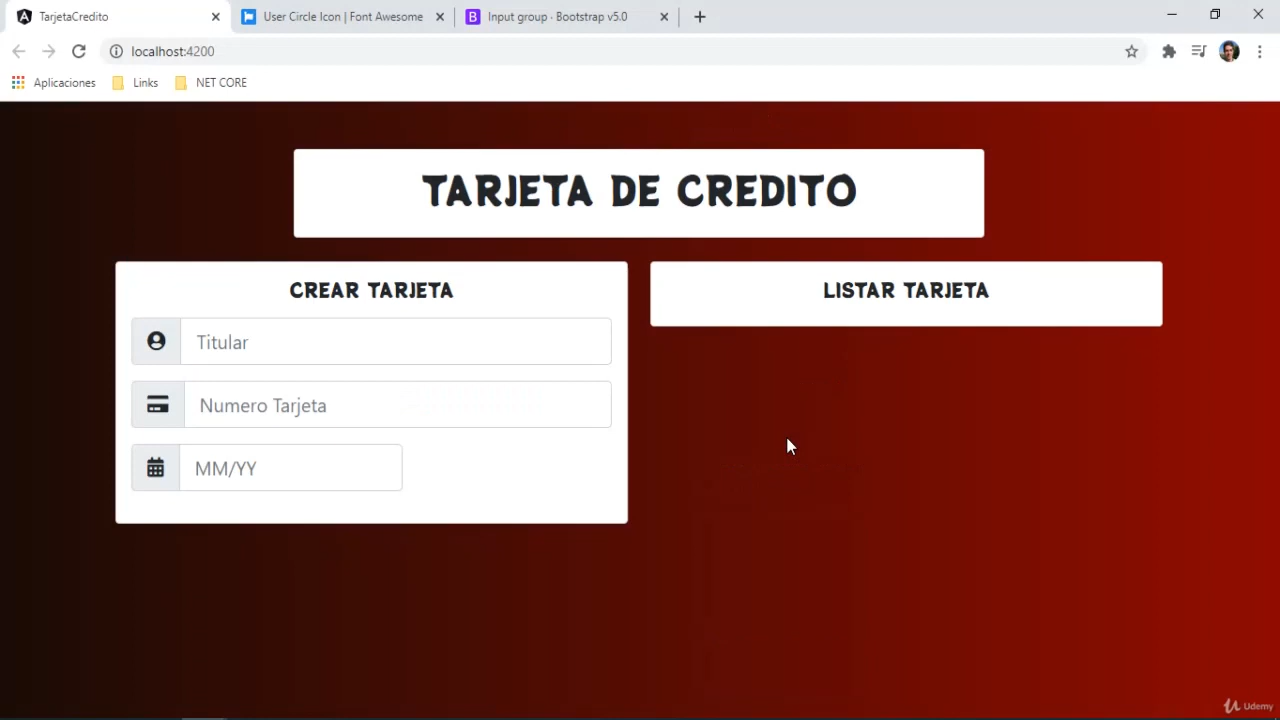 TarjetaCredito
User Circle Icon | Font Awesome
B
Input group · Bootstrap v5.0
localhost:4200
Aplicaciones
Links
NET CORE
TARJETA DE CREDITO
CREAR TARJETA
Titular
Numero Tarjeta
MM/YY
LISTAR TARJETA
Udemy